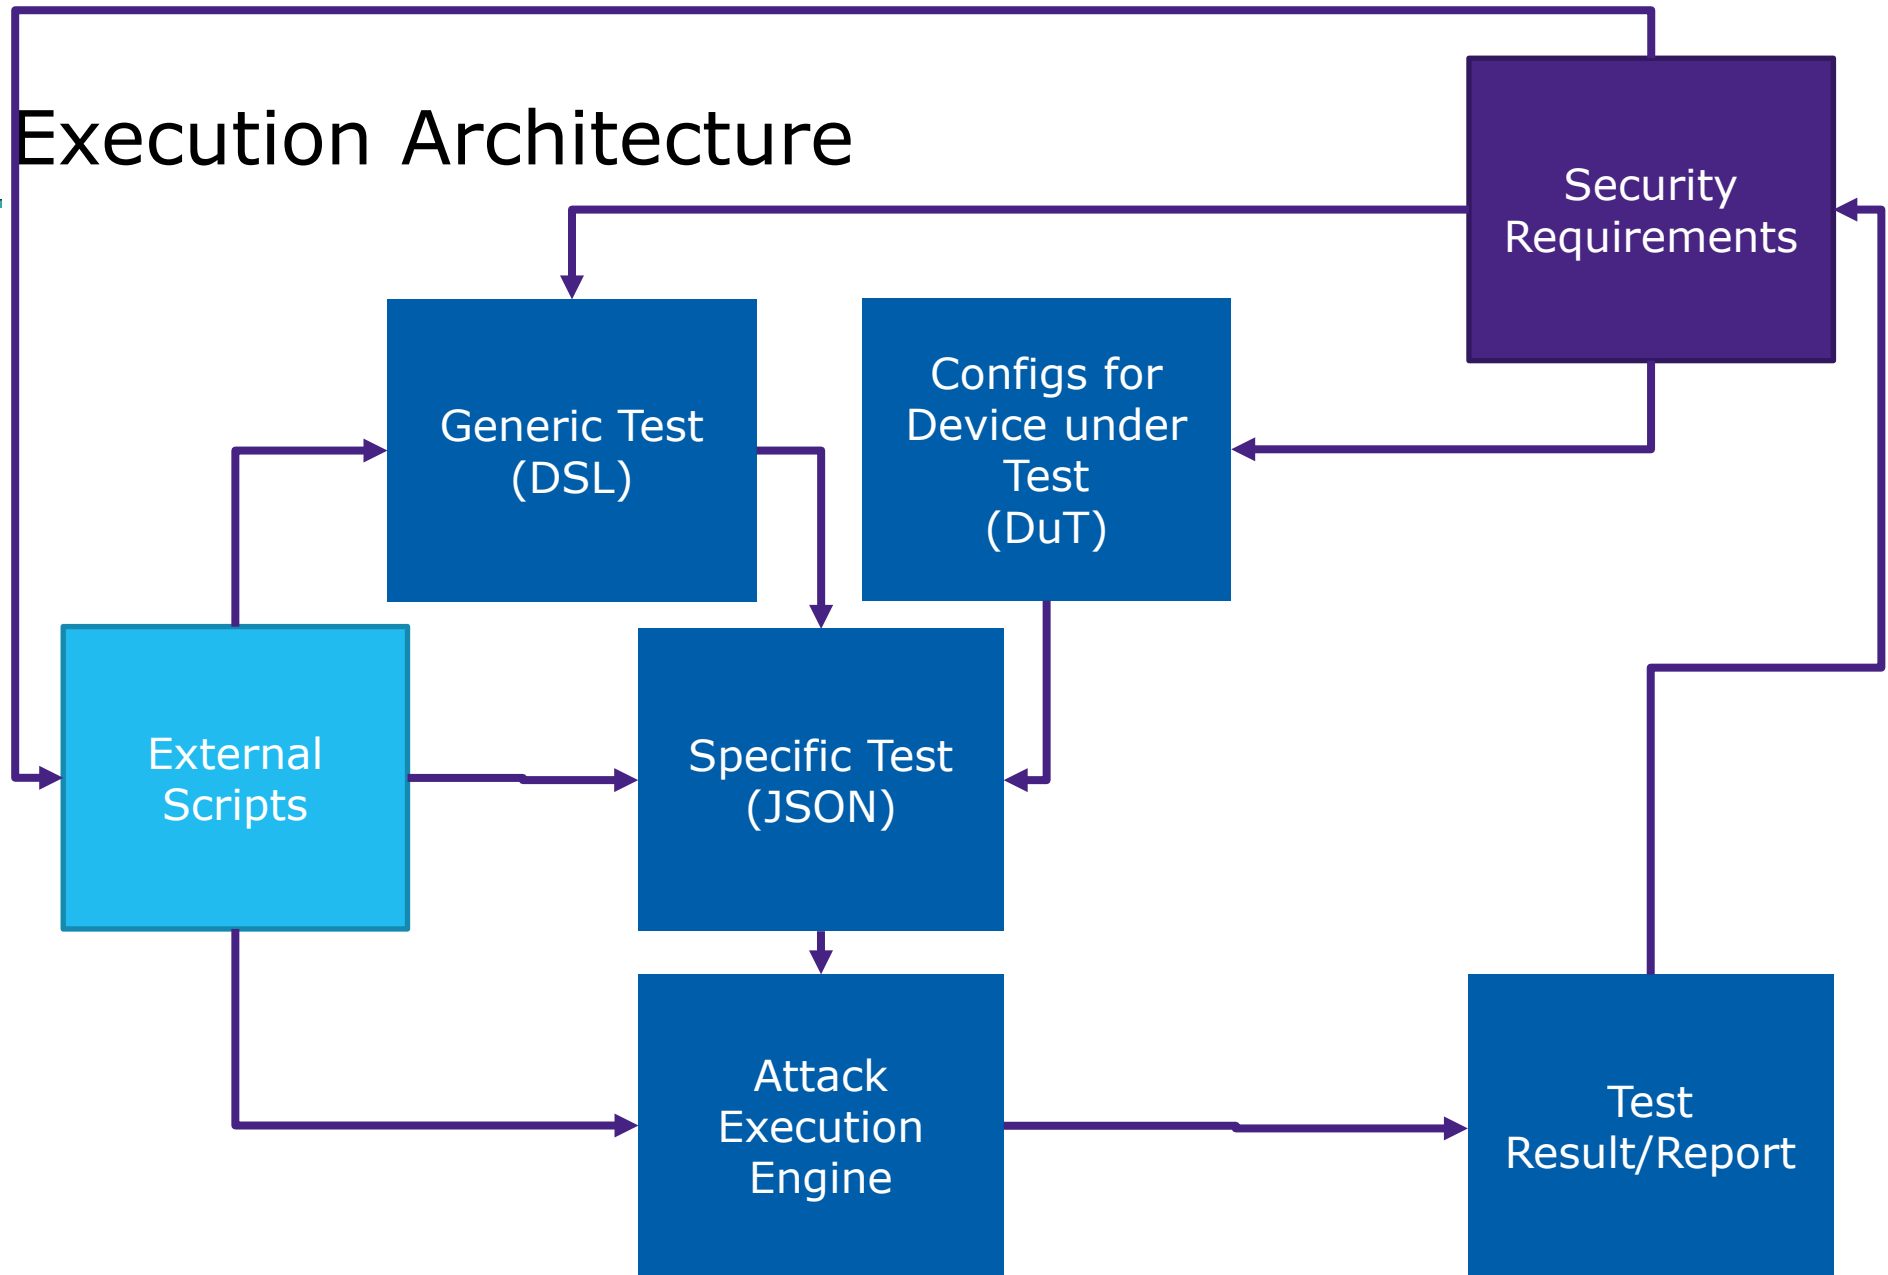 Execution Architecture
Security
Requirements
Generic Test
(DSL)
Configs for
Device under
Test
(DuT)
External
Scripts
Specific Test
(JSON)
Attack
Execution
Engine
Test
Result/Report